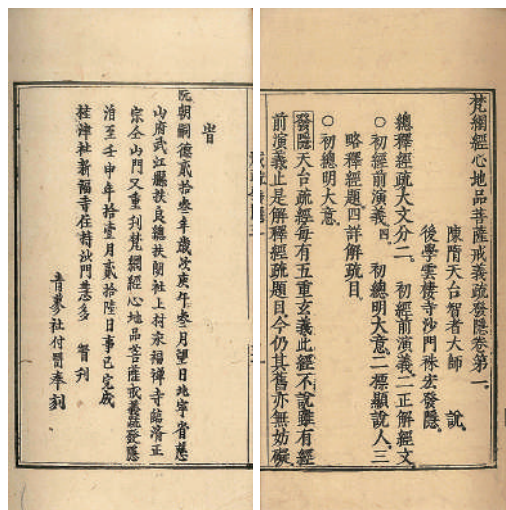 梵網經心地品菩薩戒義疏發隱卷第一
陳隋天台智者大師 說
後學雲棲寺沙門袾宏發隱
總釋經疏大文分二 初經前演義二正解經文
○初經前演義四 初總明大意二標顯說人三
略釋經題四詳解疏目
○初總明大意
發隱天台疏經每有五重玄義此經不說雖有經
前演義止是解釋經疏題目今仍其舊亦無妨礙
旹
阮朝嗣德貳拾叁年歲次庚午叁月望日北寧省慈
山府武江縣扶良總扶閑社上村永福禪寺臨濟正
宗仝山門又重刊梵網經心地品菩薩戒義疏發隱
洎至壬申年拾壹月貳拾陸日事已完成
桂津社新福寺住持沙門 督刊
青蓼社付 奉刻